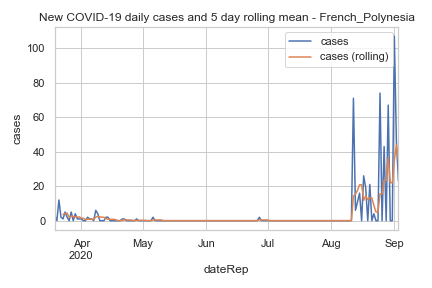 New COVID-19 daily cases and 5 day rolling mean - French_Polynesia
cases
cases (rolling)
100
80
60
40
20
0
cases
Apr
2020
May
Jun
Jul
Aug
Sep
dateRep